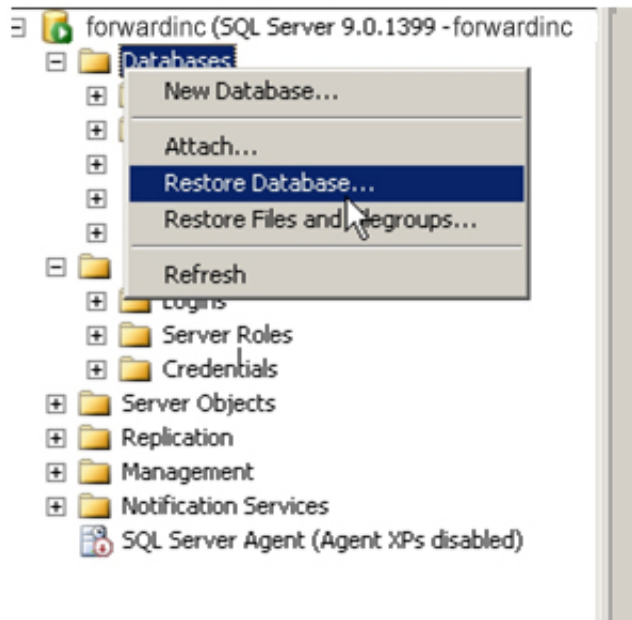 forwardinc (SQL Server 9.0.1399 -forwardinc
Databases
New Database...
Attach...
Restore Database...
Restore Files and Filegroups...
Refresh
Logins
Server Roles
Credentials
Server Objects
Replication
Management
Notification Services
SQL Server Agent (Agent XPs disabled)